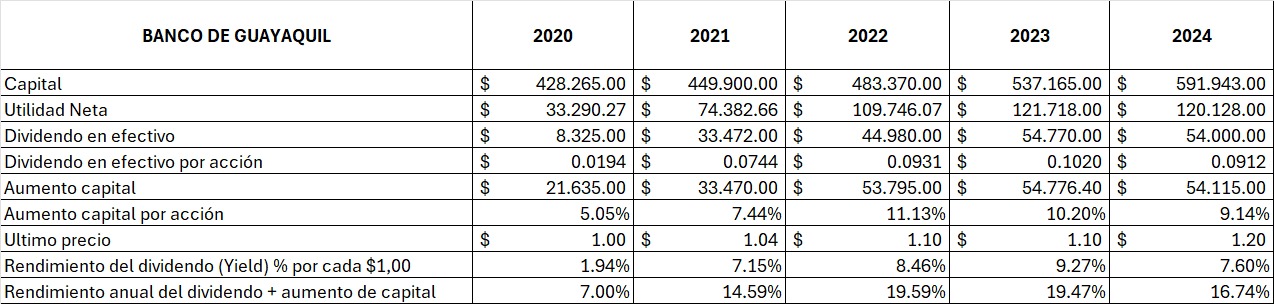 BANCO DE GUAYAQUIL 2020 2021 2022 2023 2024
Capital $ 428.265.00 $ 449.900.00 $ 483.370.00 $ 537.165.00 $ 591.943.00
Utilidad Neta $ 33.290.27 $ 74.382.66 $ 109.746.07 $ 121.718.00 $ 120.128.00
Dividendo en efectivo $ 8.325.00 $ 33.472.00 $ 44.980.00 $ 54.770.00 $ 54.000.00
Dividendo en efectivo por acción $ 0.0194 $ 0.0744 $ 0.0931 $ 0.1020 $ 0.0912
Aumento capital $ 21.635.00 $ 33.470.00 $ 53.795.00 $ 54.776.40 $ 54.115.00
Aumento capital por acción 5.05% 7.44% 11.13% 10.20% 9.14%
Ultimo precio $ 1.00 $ 1.04 $ 1.10 $ 1.10 $ 1.20
Rendimiento del dividendo (Yield) % por cada $1,00 1.94% 7.15% 8.46% 9.27% 7.60%
Rendimiento anual del dividendo + aumento de capital 7.00% 14.59% 19.59% 19.47% 16.74%